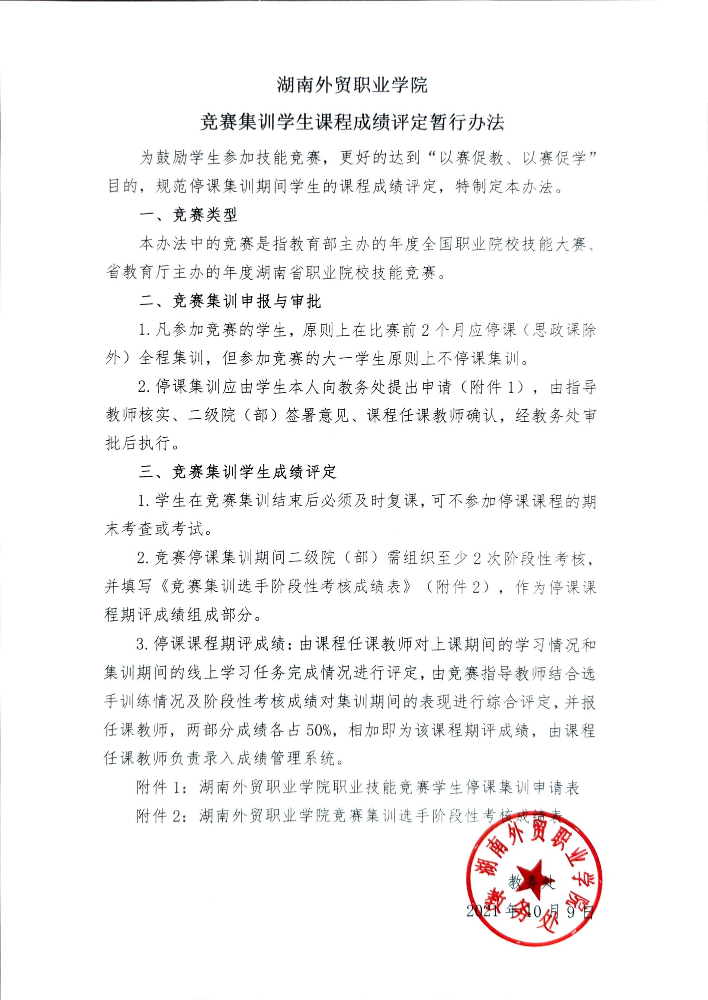 湖南外贸职业学院
竞赛集训学生课程成绩评定暂行办法
为鼓励学生参加技能竞赛，更好的达到“以赛促教、以赛促学”
目的，规范停课集训期间学生的课程成绩评定，特制定本办法。
一、竞赛类型
本办法中的竞赛是指教育部主办的年度全国职业院校技能大赛、
省教育厅主办的年度湖南省职业院校技能竞赛。
二、竞赛集训申报与审批
1.凡参加竞赛的学生，原则上在比赛前2个月应停课（思政课除
外）全程集训，但参加竞赛的大一学生原则上不停课集训。
2.停课集训应由学生本人向教务处提出申请（附件1），由指导
教师核实、二级院（部）签署意见、课程任课教师确认，经教务处审
批后执行。
三、竞赛集训学生成绩评定
1.学生在竞赛集训结束后必须及时复课，可不参加停课课程的期
末考查或考试。
2.竞赛停课集训期间二级院（部）需组织至少2次阶段性考核，
并填写《竞赛集训选手阶段性考核成绩表》（附件2），作为停课课
程期评成绩组成部分。
3.停课课程期评成绩：由课程任课教师对上课期间的学习情况和
集训期间的线上学习任务完成情况进行评定，由竞赛指导教师结合选
手训练情况及阶段性考核成绩对集训期间的表现进行综合评定，并报
任课教师，两部分成绩各占50%，相加即为该课程期评成绩，由课程
任课教师负责录入成绩管理系统。
附件1：湖南外贸职业学院职业技能竞赛学生停课集训申请表
附件2：湖南外贸职业学院竞赛集训选手阶段性考核成绩表
湖南外贸职业学院
教务处
教务处
2021年10月9日